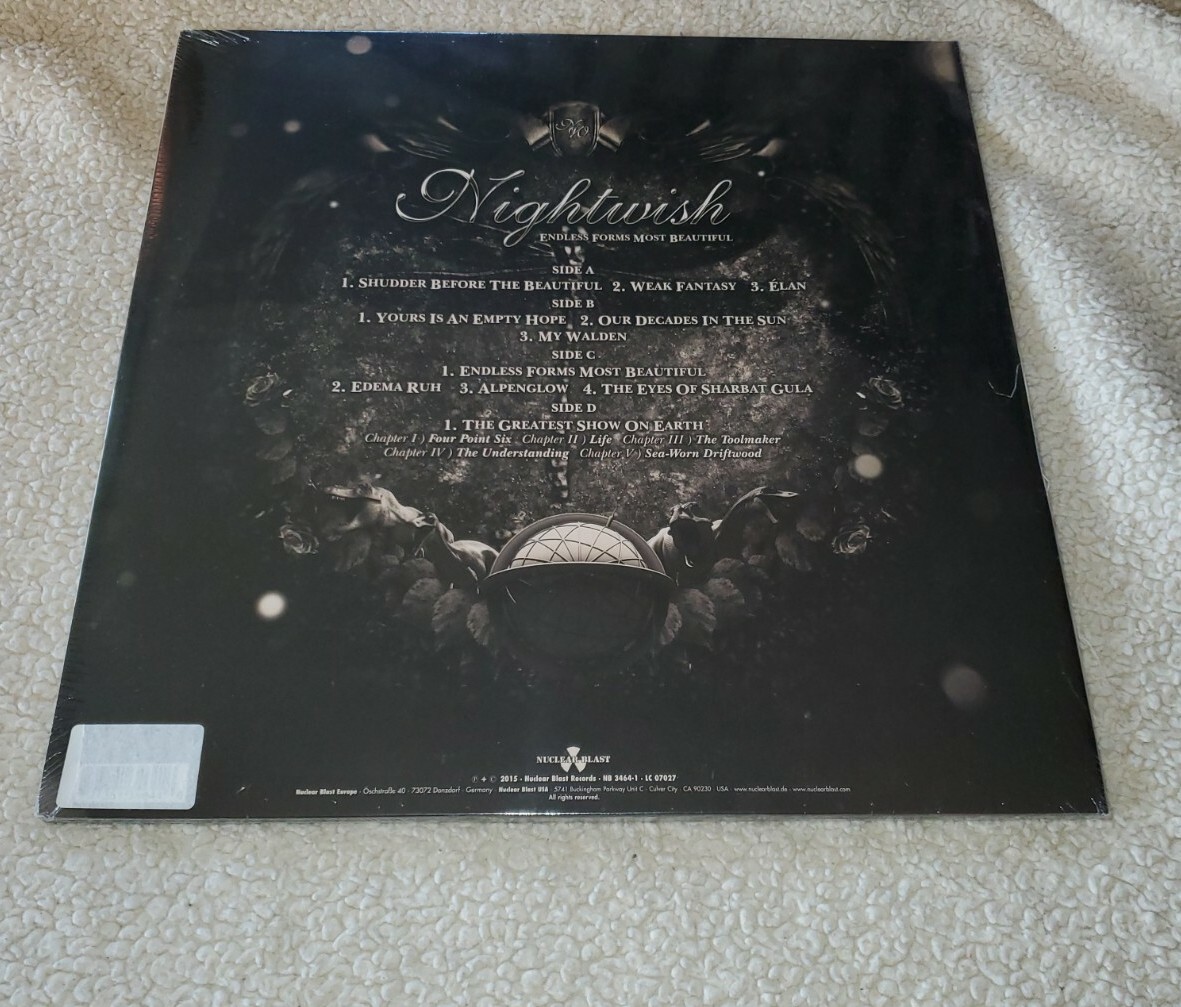 Nightwish
ENDLESS FORMS MOST BEAUTIFUL
SIDE A
1. SHUDDER BEFORE THE BEAUTIFUL 2. WEAK FANTASY 3. ÉLAN
SIDE B
1. YOURS IS AN EMPTY HOPE 2. OUR DECADES IN THE SUN
3. MY WALDEN
SIDE C
1. ENDLESS FORMS MOST BEAUTIFUL
2. EDEMA RUH 3. ALPENGLOW 4. THE EYES OF SHARBAT GULA
SIDE D
1. THE GREATEST SHOW ON EARTH
Chapter I ) Four Point Six Chapter II ) Life Chapter III ) The Toolmaker
Chapter IV ) The Understanding Chapter V ) Sea-Worn Driftwood
NUCLEAR BLAST
℗ + © 2015 · Nuclear Blast Records · NB 3464-1 · LC 07027
Nuclear Blast Europe · Öschstraße 40 · 73072 Donzdorf · Germany · Nuclear Blast USA · 5741 Buckingham Parkway Unit C · Culver City · CA 90230 · USA · www.nuclearblast.de · www.nuclearblast.com
All rights reserved.